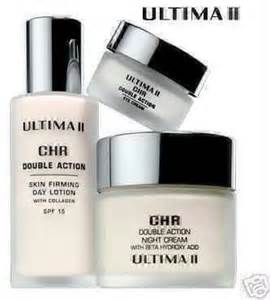 ULTIMA II
ULTIMA II
CHR
DOUBLE ACTION
EYE CREAM
ULTIMA II
CHR
DOUBLE ACTION
SKIN FIRMING
DAY LOTION
WITH COLLAGEN
SPF 15
CHR
DOUBLE ACTION
NIGHT CREAM
WITH BETA HYDROXY ACID
ULTIMA II